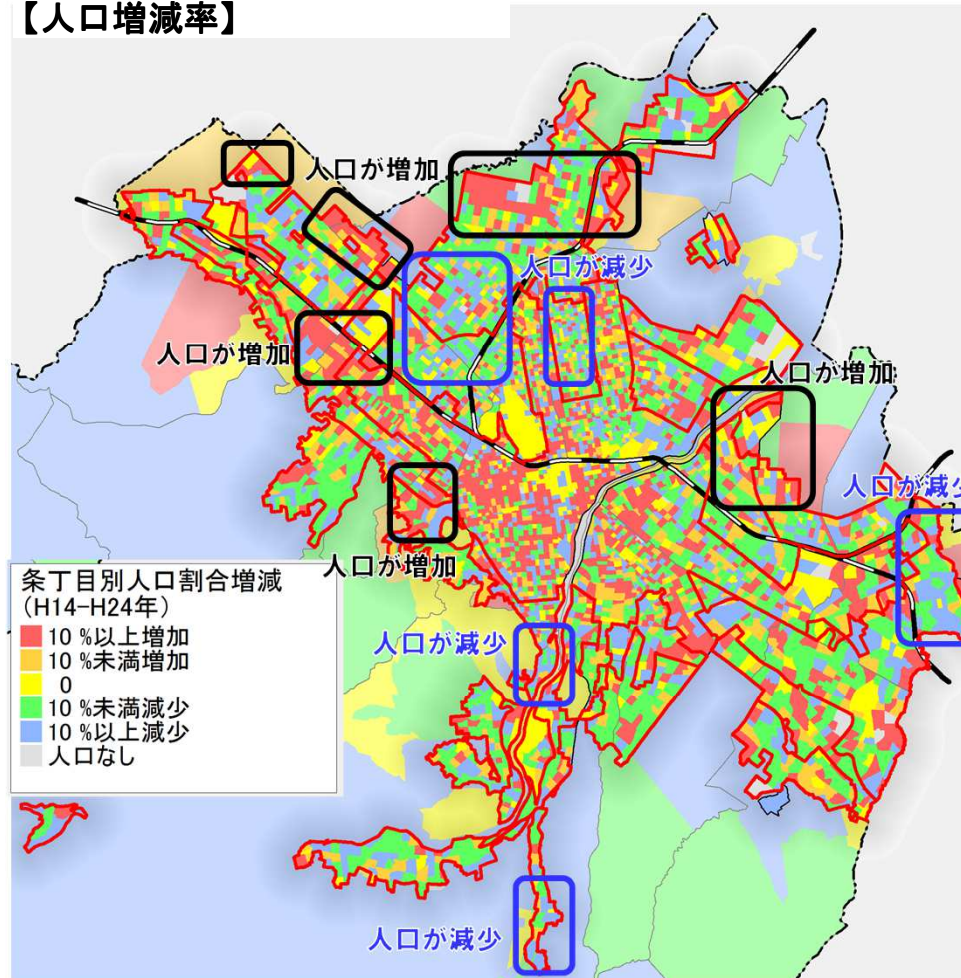 【人口増減率】
人口が増加
人口が減少
人口が増加
人口が増加
人口が減少
人口が増加
条丁目別人口割合増減
（H14-H24年）
10 %以上増加
10 %未満増加
0
10 %未満減少
10 %以上減少
人口なし
人口が減少
人口が減少